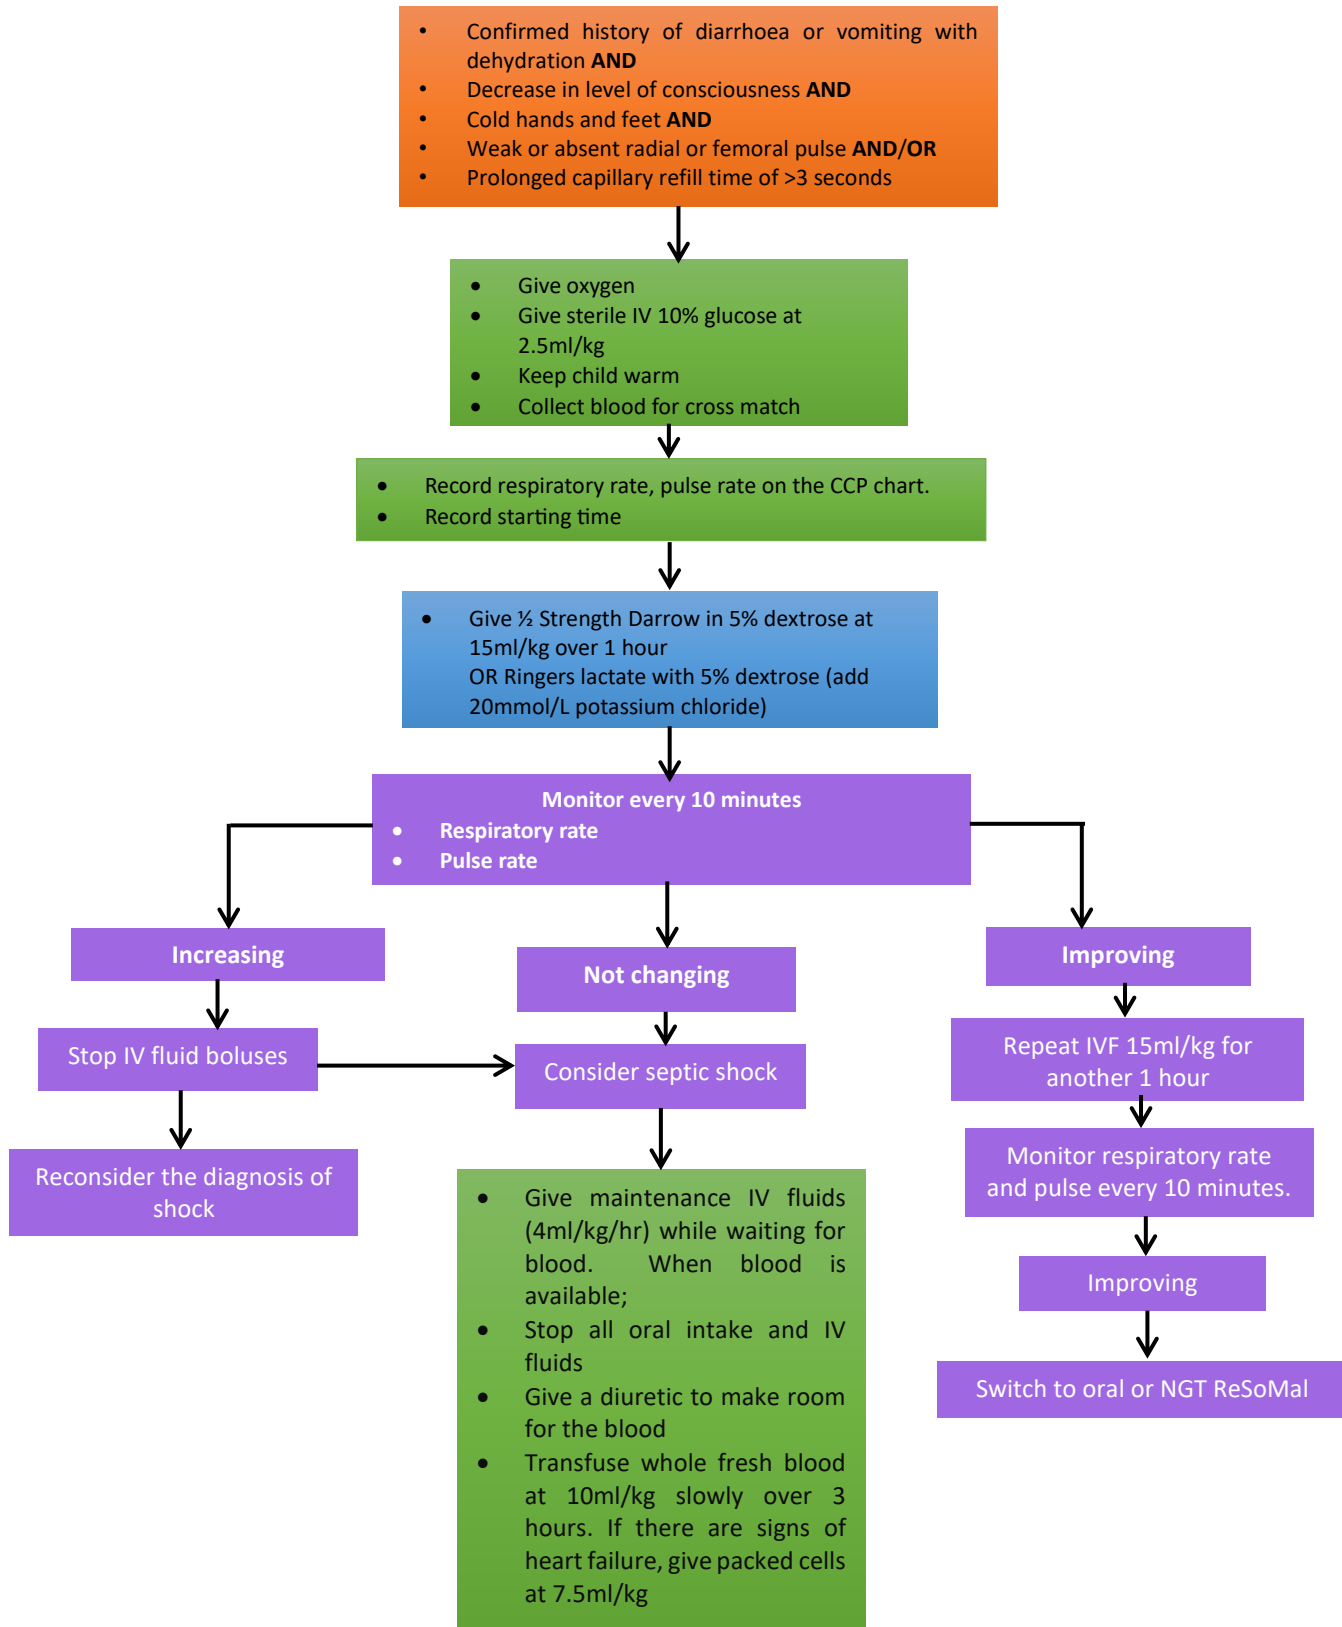 • Confirmed history of diarrhoea or vomiting with
dehydration AND
• Decrease in level of consciousness AND
• Cold hands and feet AND
• Weak or absent radial or femoral pulse AND/OR
• Prolonged capillary refill time of >3 seconds
• Give oxygen
• Give sterile IV 10% glucose at
2.5ml/kg
• Keep child warm
• Collect blood for cross match
• Record respiratory rate, pulse rate on the CCP chart.
• Record starting time
• Give ½ Strength Darrow in 5% dextrose at
15ml/kg over 1 hour
OR Ringers lactate with 5% dextrose (add
20mmol/L potassium chloride)
Monitor every 10 minutes
• Respiratory rate
• Pulse rate
Increasing
Stop IV fluid boluses
Reconsider the diagnosis of
shock
Not changing
Consider septic shock
• Give maintenance IV fluids
(4ml/kg/hr) while waiting for
blood. When blood is
available;
• Stop all oral intake and IV
fluids
• Give a diuretic to make room
for the blood
• Transfuse whole fresh blood
at 10ml/kg slowly over 3
hours. If there are signs of
heart failure, give packed cells
at 7.5ml/kg
Improving
Repeat IVF 15ml/kg for
another 1 hour
Monitor respiratory rate
and pulse every 10 minutes.
Improving
Switch to oral or NGT ReSoMal